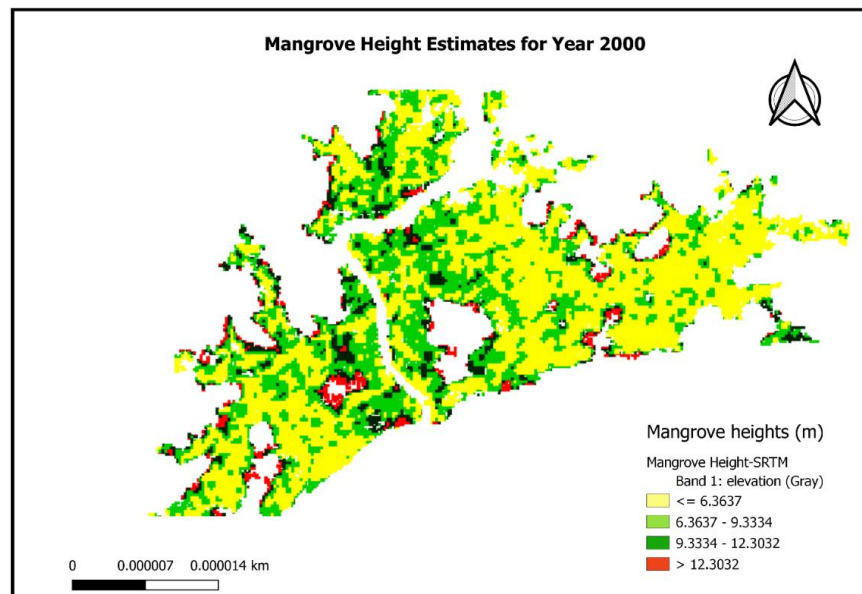 Mangrove Height Estimates for Year 2000
Mangrove heights (m)
Mangrove Height-SRTM
Band 1: elevation (Gray)
<= 6.3637
6.3637 - 9.3334
9.3334 - 12.3032
> 12.3032
0 0.000007 0.000014 km